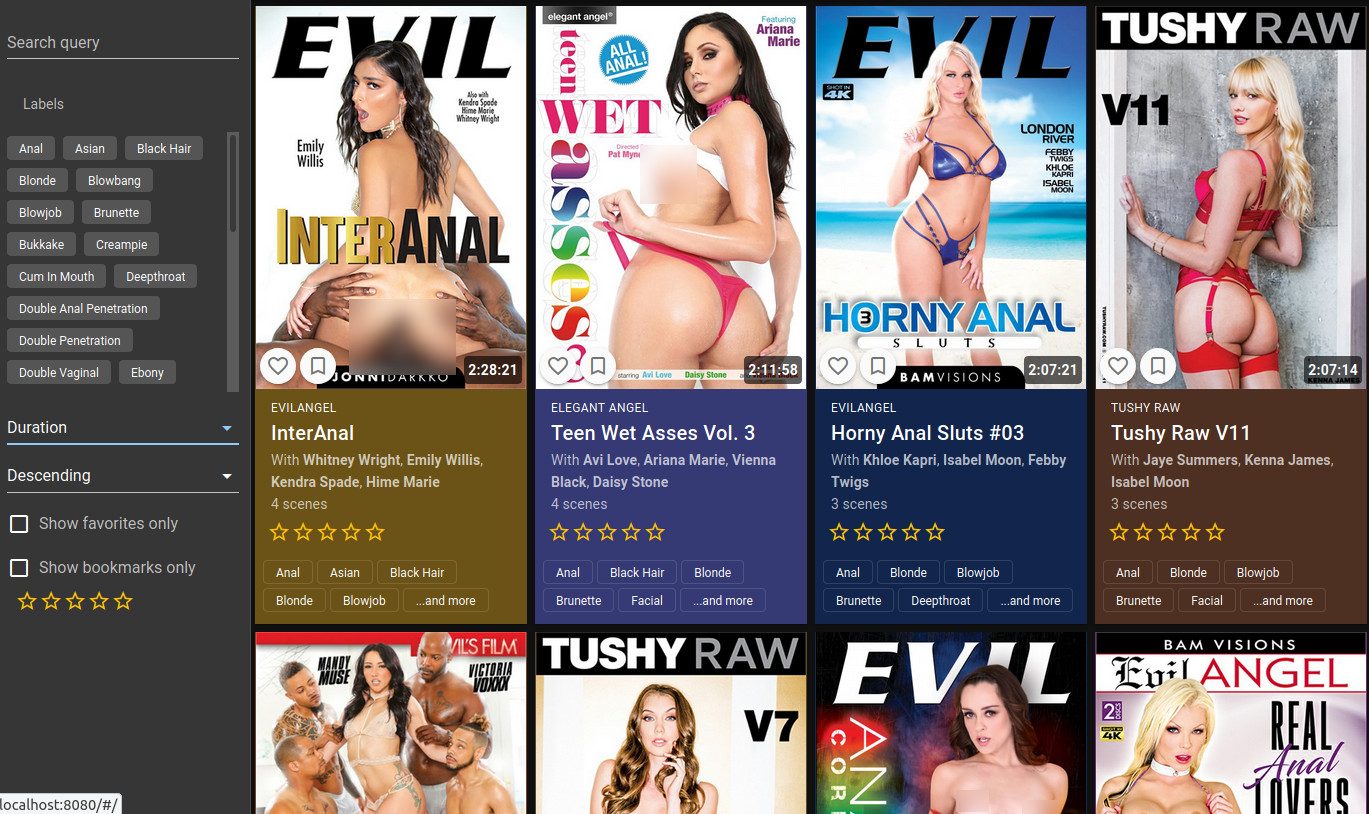 Search query
Labels
Anal
Asian
Black Hair
Blonde
Blowbang
Blowjob
Brunette
Bukkake
Creampie
Cum In Mouth
Deepthroat
Double Anal Penetration
Double Penetration
Double Vaginal
Ebony
Duration
Descending
Show favorites only
Show bookmarks only
localhost:8080/#/
EVIL
Also with
Kendra Spade
Hime Marie
Whitney Wright
Emily
Willis
INTERANAL
JONNI DARKKO
2:28:21
EVILANGEL
InterAnal
With Whitney Wright, Emily Willis,
Kendra Spade, Hime Marie
4 scenes
Anal
Asian
Black Hair
Blonde
Blowjob
...and more
elegant angel®
Featuring
Ariana
Marie
ALL
ANAL!
teen
WET
asses
3
Directed
Pat Myn
starring Avi Love Daisy Stone
2:11:58
ELEGANT ANGEL
Teen Wet Asses Vol. 3
With Avi Love, Ariana Marie, Vienna
Black, Daisy Stone
4 scenes
Anal
Black Hair
Blonde
Brunette
Facial
...and more
EVIL
SHOT IN
4K
LONDON
RIVER
FEBBY
TWIGS
KHLOE
KAPRI
ISABEL
MOON
HORNY ANAL
3
SLUTS
BAMVISIONS
2:07:21
EVILANGEL
Horny Anal Sluts #03
With Khloe Kapri, Isabel Moon, Febby
Twigs
3 scenes
Anal
Blonde
Blowjob
Brunette
Deepthroat
...and more
TUSHY RAW
V11
TUSHYRAW.COM
KENNA JAMES
2:07:14
TUSHY RAW
Tushy Raw V11
With Jaye Summers, Kenna James,
Isabel Moon
3 scenes
Anal
Blonde
Blowjob
Brunette
Facial
...and more
VIL'S FILM
MANDY
MUSE
VICTORIA
VOXXX
TUSHY RAW
V7
EVIL
AN
COR
BAM VISIONS
Evil ANGEL
2
DISCS
4K
REAL
Anal
LOVERS